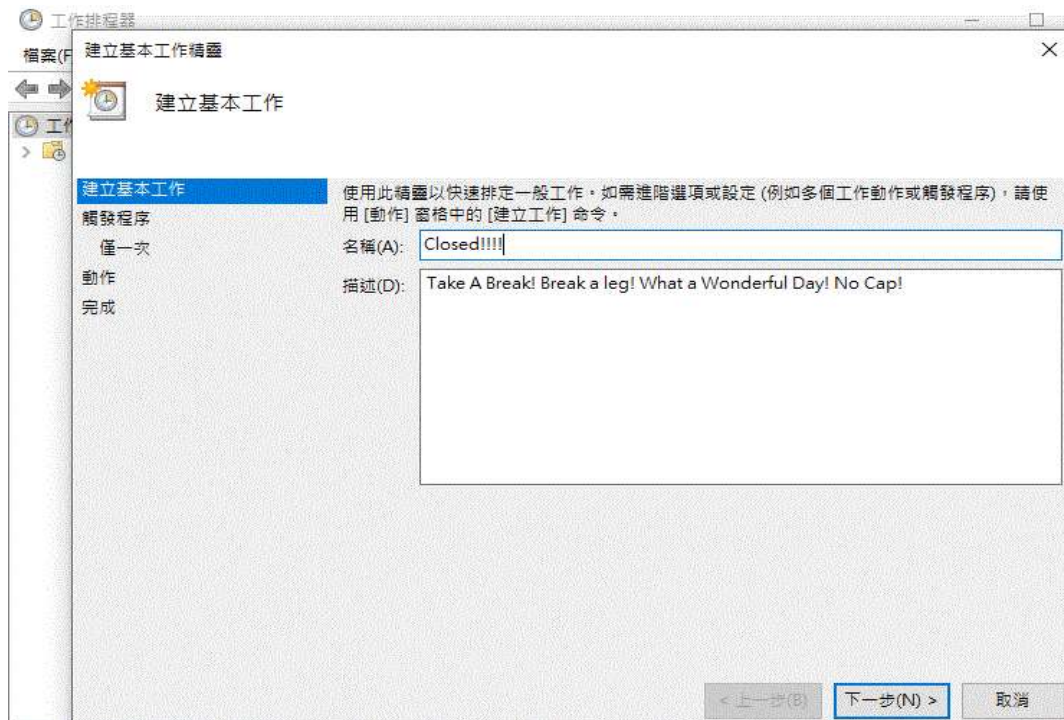 工作排程器
檔案(F
建立基本工作精靈
建立基本工作
工作
建立基本工作
觸發程序
僅一次
動作
完成
使用此精靈以快速排定一般工作。如需進階選項或設定 (例如多個工作動作或觸發程序)，請使
用 [動作] 窗格中的 [建立工作] 命令。
名稱(A):
Closed!!!!
描述(D):
Take A Break! Break a leg! What a Wonderful Day! No Cap!
< 上一步(B)
下一步(N) >
取消